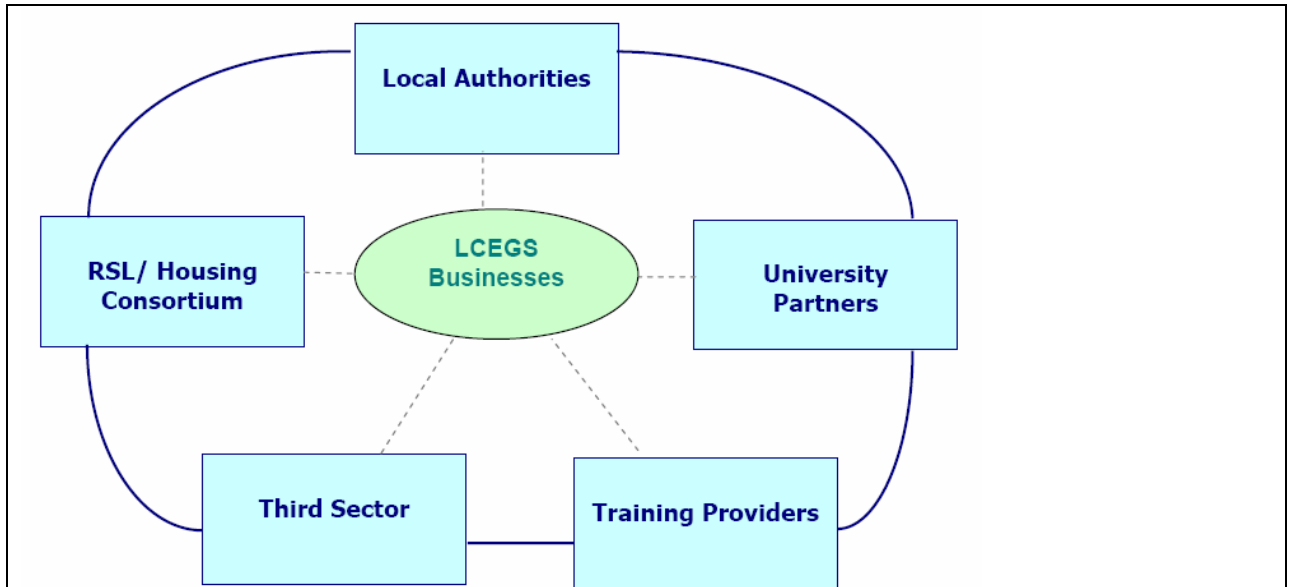 Local Authorities
LCEGS
Businesses
RSL/ Housing
Consortium
University
Partners
Third Sector
Training Providers